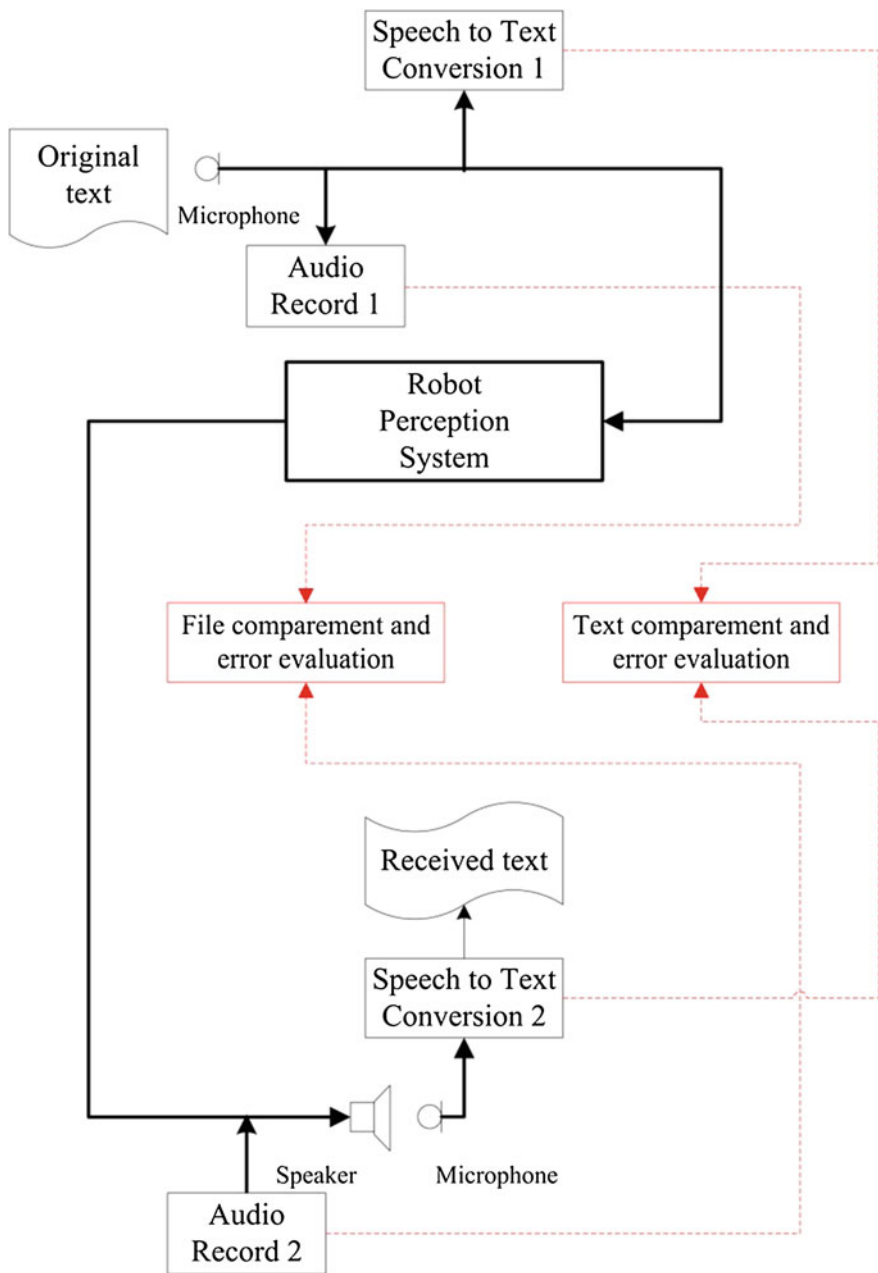 Speech to Text
Conversion 1
Original
text
Microphone
Audio
Record 1
Robot
Perception
System
File comparement and
error evaluation
Text comparement and
error evaluation
Received text
Speech to Text
Conversion 2
Speaker
Microphone
Audio
Record 2